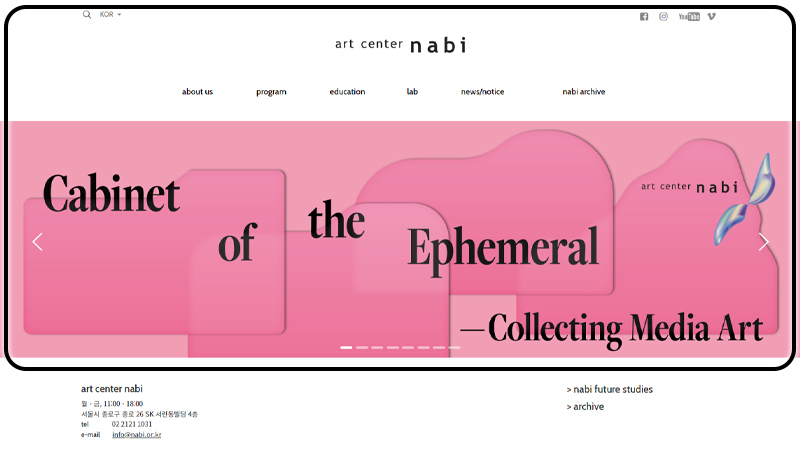 KOR
YouTube
art center nabi
about us program education lab news/notice nabi archive
Cabinet
of the
Ephemeral
—Collecting Media Art
art center nabi
art center nabi
월 - 금, 11:00 - 18:00
서울시 종로구 종로 26 SK 서린동빌딩 4층
tel 02 2121 1031
e-mail info@nabi.or.kr
> nabi future studies
> archive